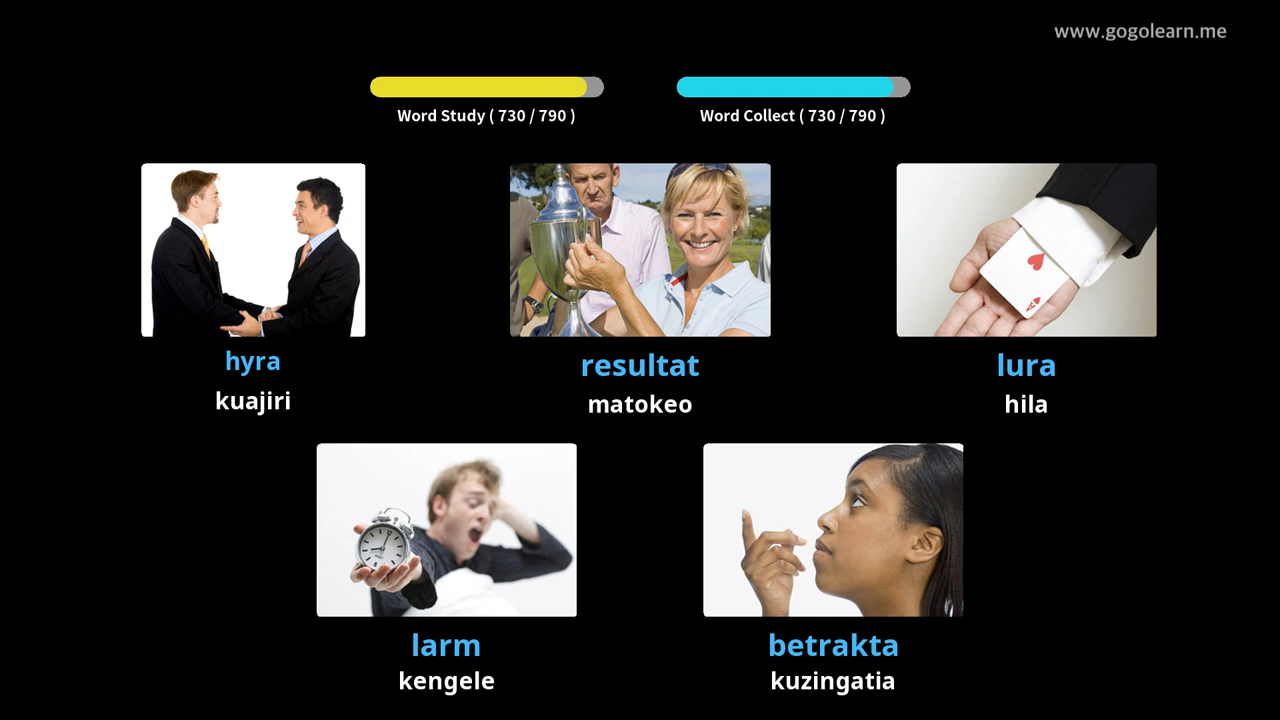 www.gogolearn.me
Word Study ( 730 / 790 )
Word Collect ( 730 / 790 )
hyra
kuajiri
resultat
matokeo
lura
hila
larm
kengele
betrakta
kuzingatia